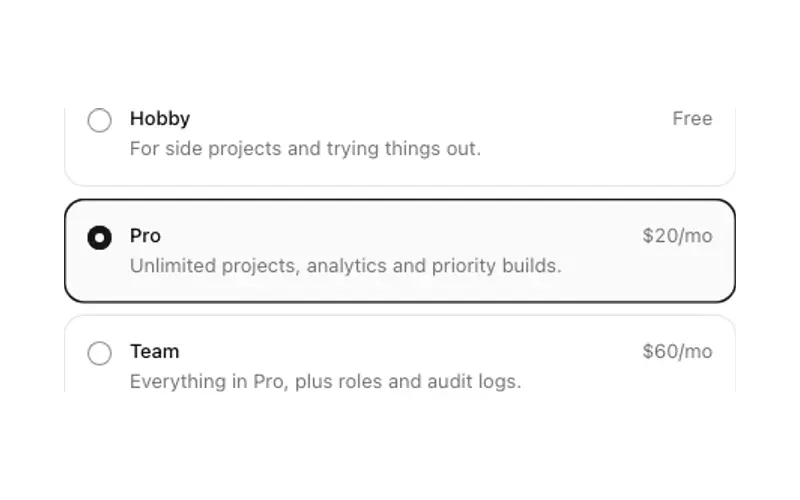 Hobby
Free
For side projects and trying things out.
Pro
$20/mo
Unlimited projects, analytics and priority builds.
Team
$60/mo
Everything in Pro, plus roles and audit logs.